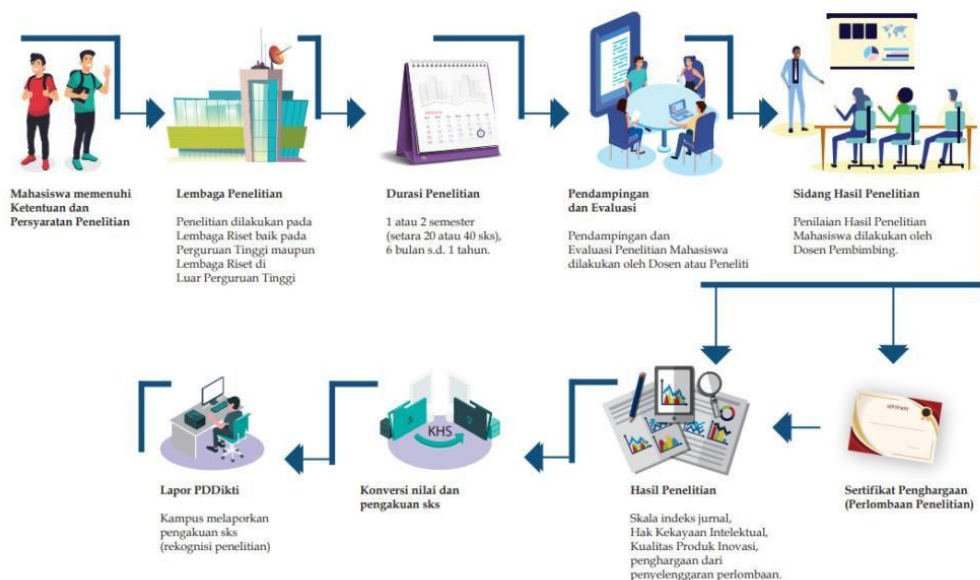 Mahasiswa memenuhi
Ketentuan dan
Persyaratan Penelitian
Lembaga Penelitian
Penelitian dilakukan pada
Lembaga Riset baik pada
Perguruan Tinggi maupun
Lembaga Riset di
Luar Perguruan Tinggi
Durasi Penelitian
1 atau 2 semester
(setara 20 atau 40 sks),
6 bulan s.d. 1 tahun.
Pendampingan
dan Evaluasi
Pendampingan dan
Evaluasi Penelitian Mahasiswa
dilakukan oleh Dosen atau Peneliti
Sidang Hasil Penelitian
Penilaian Hasil Penelitian
Mahasiswa dilakukan oleh
Dosen Pembimbing.
Lapor PDDikti
Kampus melaporkan
pengakuan sks
(rekognisi penelitian)
KHS
Konversi nilai dan
pengakuan sks
Hasil Penelitian
Skala indeks jurnal,
Hak Kekayaan Intelektual,
Kualitas Produk Inovasi,
penghargaan dari
penyelenggaran perlombaan.
Sertifikat Penghargaan
(Perlombaan Penelitian)